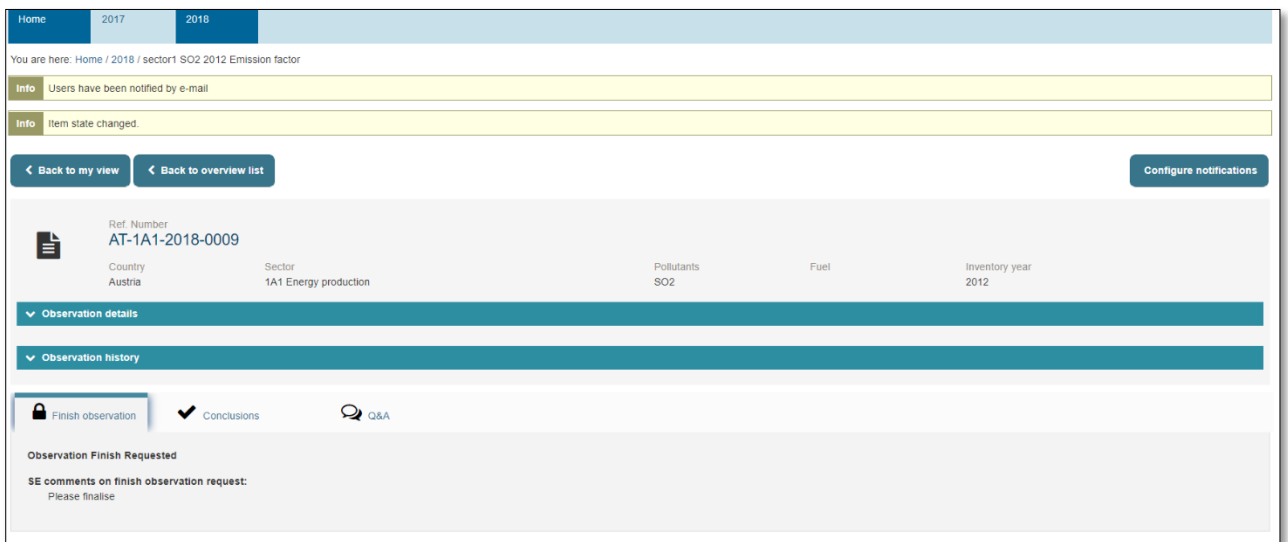 Home 2017 2018
You are here: Home / 2018 / sector1 SO2 2012 Emission factor
Info Users have been notified by e-mail
Info Item state changed.
Back to my view Back to overview list Configure notifications
Ref. Number
AT-1A1-2018-0009
Country Sector Pollutants Fuel Inventory year
Austria 1A1 Energy production SO2 2012
Observation details
Observation history
Finish observation Conclusions Q&A
Observation Finish Requested
SE comments on finish observation request:
Please finalise